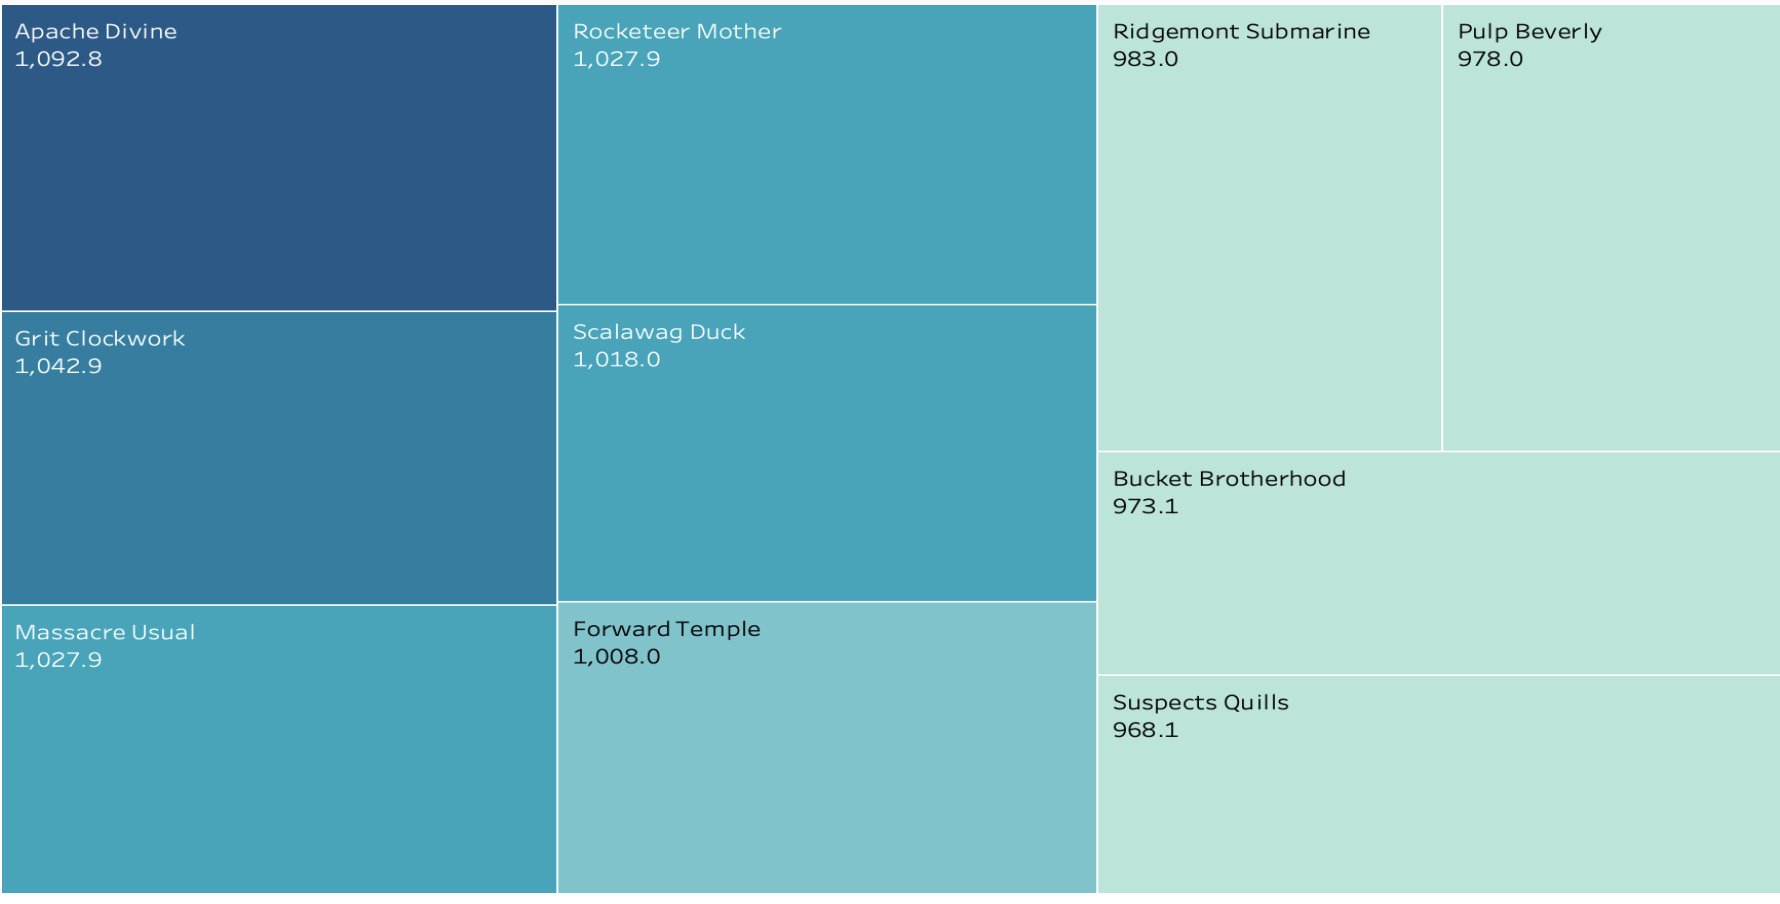 Apache Divine
1,092.8
Grit Clockwork
1,042.9
Massacre Usual
1,027.9
Rocketeer Mother
1,027.9
Scalawag Duck
1,018.0
Forward Temple
1,008.0
Ridgemont Submarine
983.0
Pulp Beverly
978.0
Bucket Brotherhood
973.1
Suspects Quills
968.1